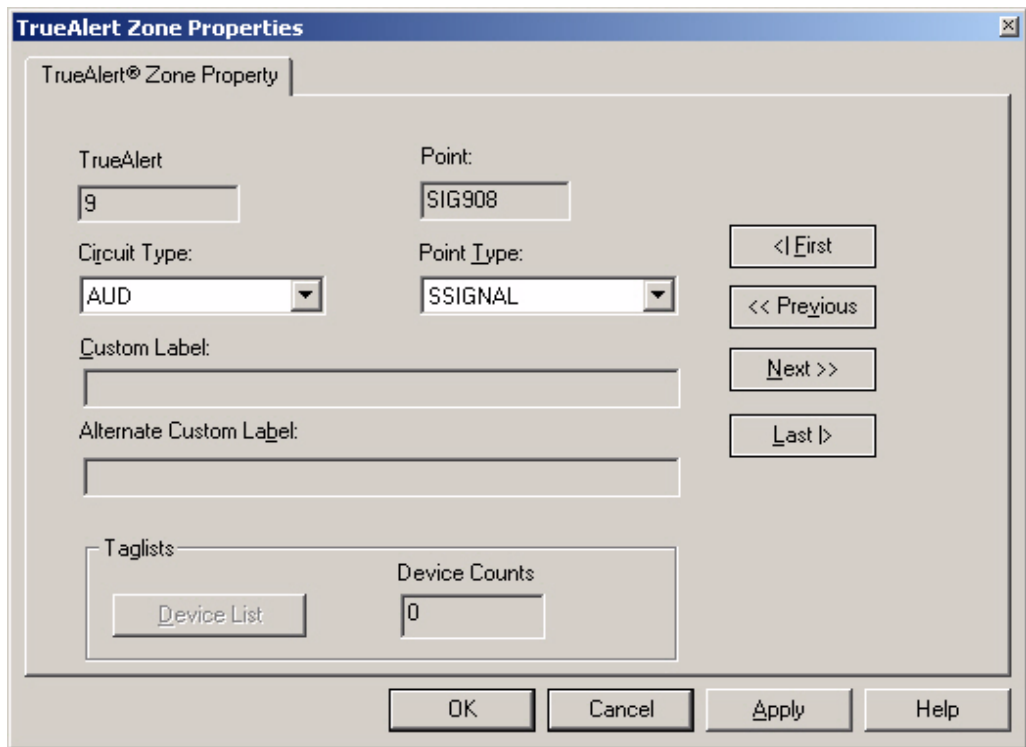 TrueAlert Zone Properties
TrueAlert® Zone Property
TrueAlert
Point:
9
SIG908
Circuit Type:
Point Type:
AUD
SSIGNAL
Custom Label:
Alternate Custom Label:
<| First
<< Previous
Next >>
Last |>
Taglists
Device Counts
Device List
0
OK
Cancel
Apply
Help